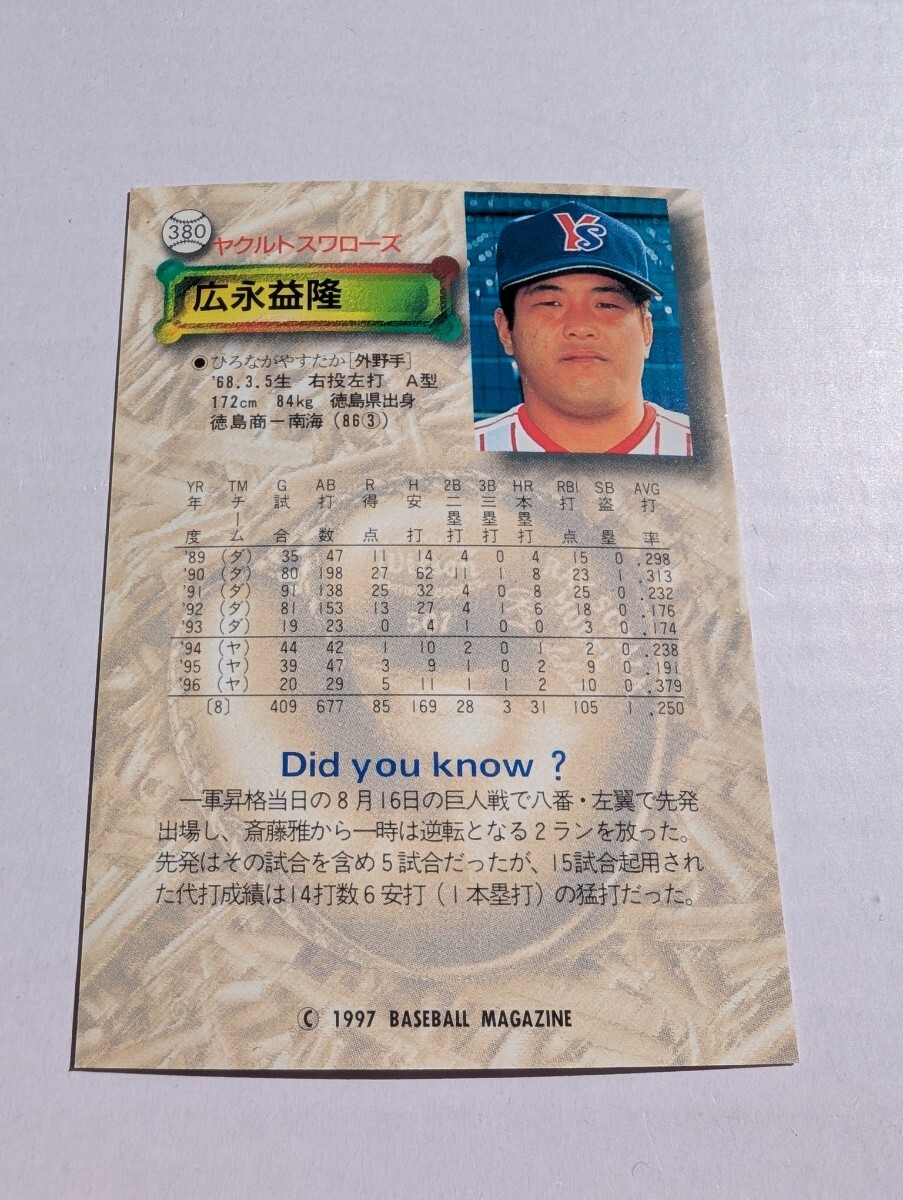 380
ヤクルトスワローズ
広永益隆
YS
●ひろながやすたか[外野手]
'68.3.5生 右投左打 A型
172cm 84kg 徳島県出身
徳島商－南海(86③)
YR TM G AB R H 2B 3B HR RBI SB AVG
年度 チーム 試合 打数 得点 安打 二塁打 三塁打 本塁打 打点 盗塁 打率
'89 (ダ) 35 47 11 14 4 0 4 15 0 .298
'90 (ダ) 80 198 27 62 11 1 8 23 1 .313
'91 (ダ) 91 138 25 32 4 0 8 25 0 .232
'92 (ダ) 81 153 13 27 4 1 6 18 0 .176
'93 (ダ) 19 23 0 4 1 0 0 3 0 .174
'94 (ヤ) 44 42 1 10 2 0 1 2 0 .238
'95 (ヤ) 39 47 3 9 1 0 2 9 0 .191
'96 (ヤ) 20 29 5 11 1 1 2 10 0 .379
[8] 409 677 85 169 28 3 31 105 1 .250
Did you know ?
一軍昇格当日の8月16日の巨人戦で八番・左翼で先発
出場し、斎藤雅から一時は逆転となる2ランを放った。
先発はその試合を含め5試合だったが、15試合起用され
た代打成績は14打数6安打(1本塁打)の猛打だった。
© 1997 BASEBALL MAGAZINE